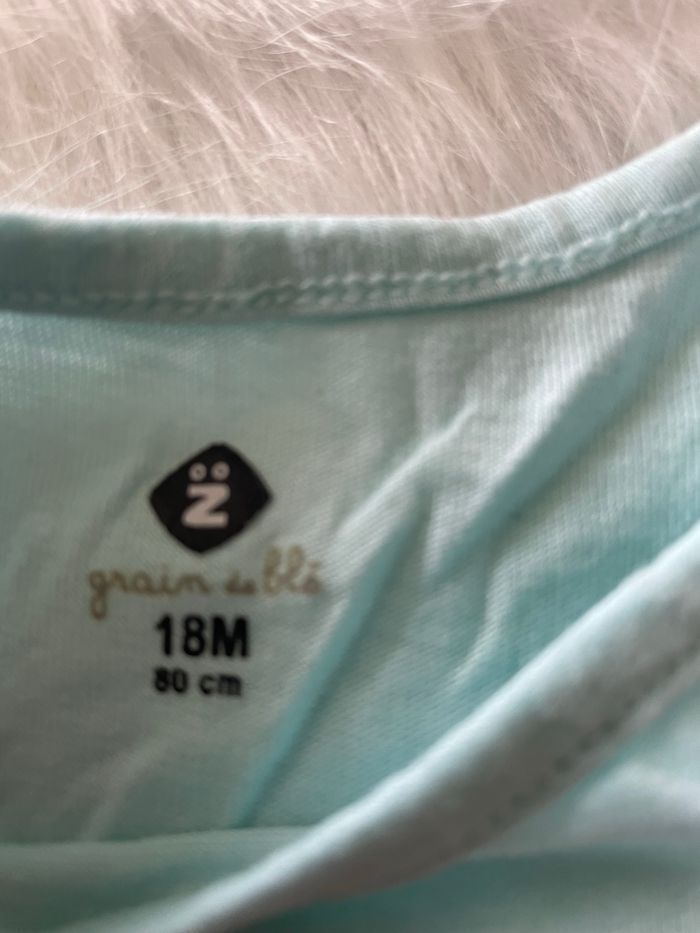 Z
grain de blé
18M
80 cm